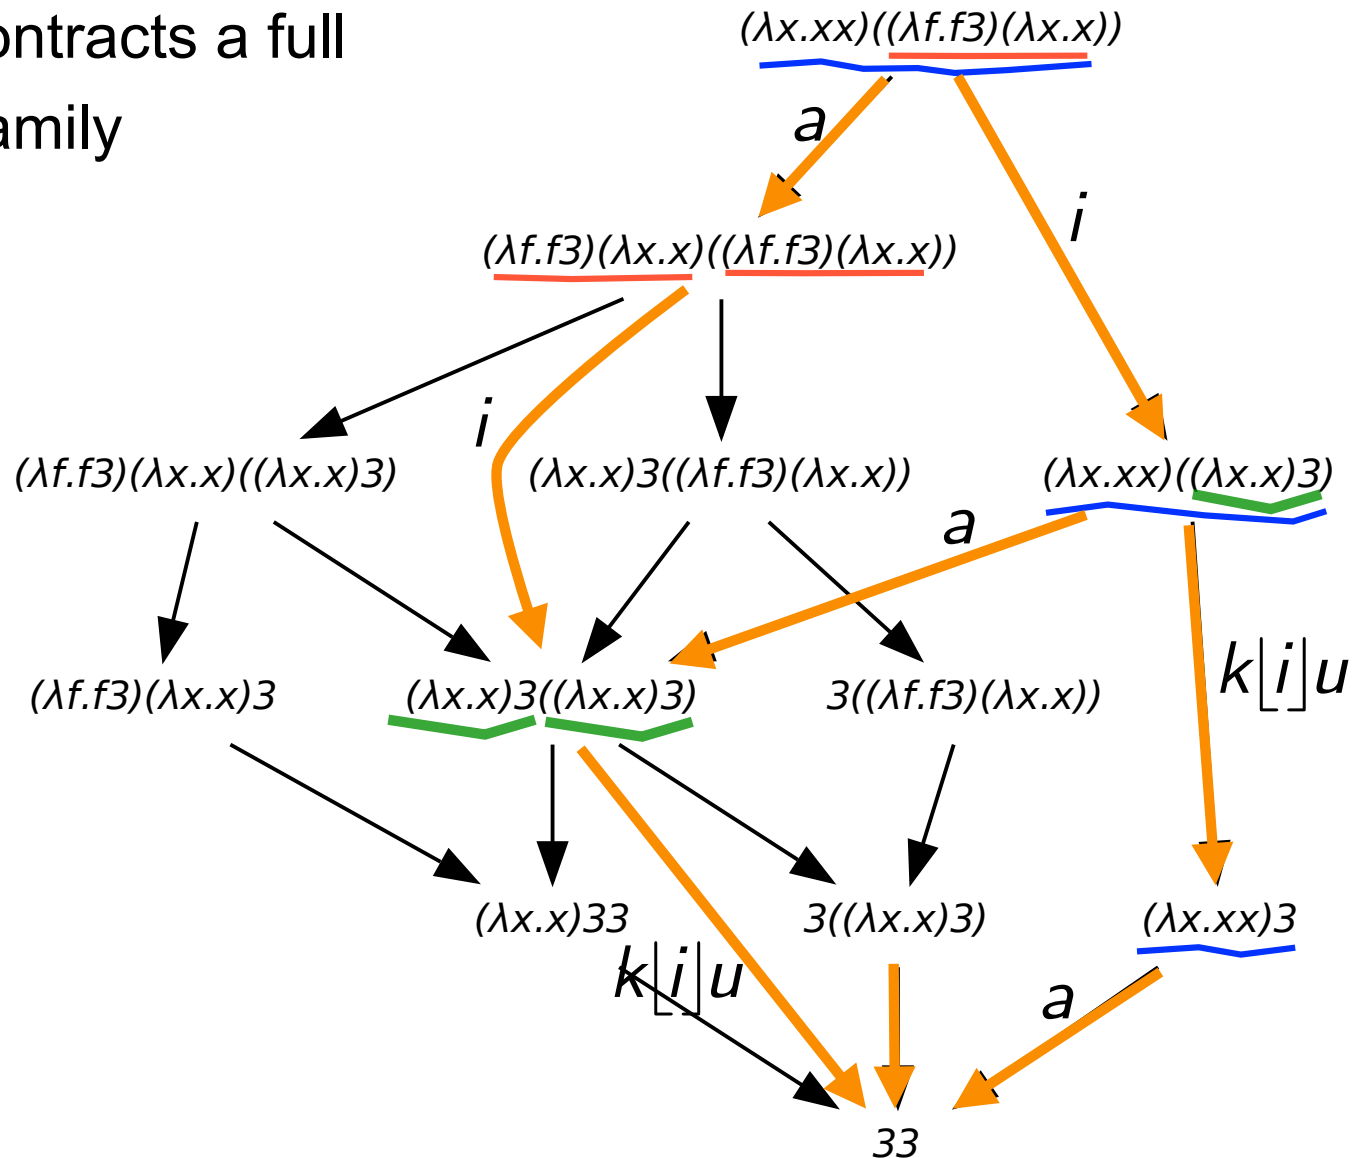 ontracts a full
amily
(λx.xx)((λf.f3)(λx.x))
a
i
(λf.f3)(λx.x)((λf.f3)(λx.x))
i
(λf.f3)(λx.x)((λx.x)3)
(λx.x)3((λf.f3)(λx.x))
(λx.xx)((λx.x)3)
a
k⌊i⌋u
(λf.f3)(λx.x)3
(λx.x)3((λx.x)3)
3((λf.f3)(λx.x))
(λx.x)33
3((λx.x)3)
(λx.xx)3
k⌊i⌋u
a
33